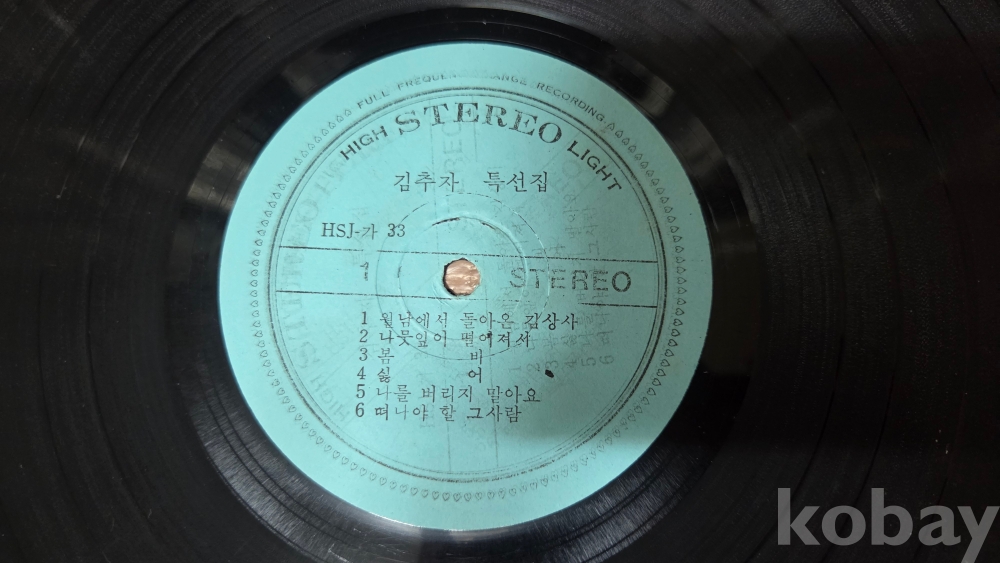 FULL FREQUENCY RANGE RECORDING
HIGH STEREO LIGHT
김추자 특선집
HSJ-가 33
1 STEREO
1 월남에서 돌아온 김상사
2 나뭇잎이 떨어져서
3 봄 비
4 싫 어
5 나를 버리지 말아요
6 떠나야 할 그사람
kobay